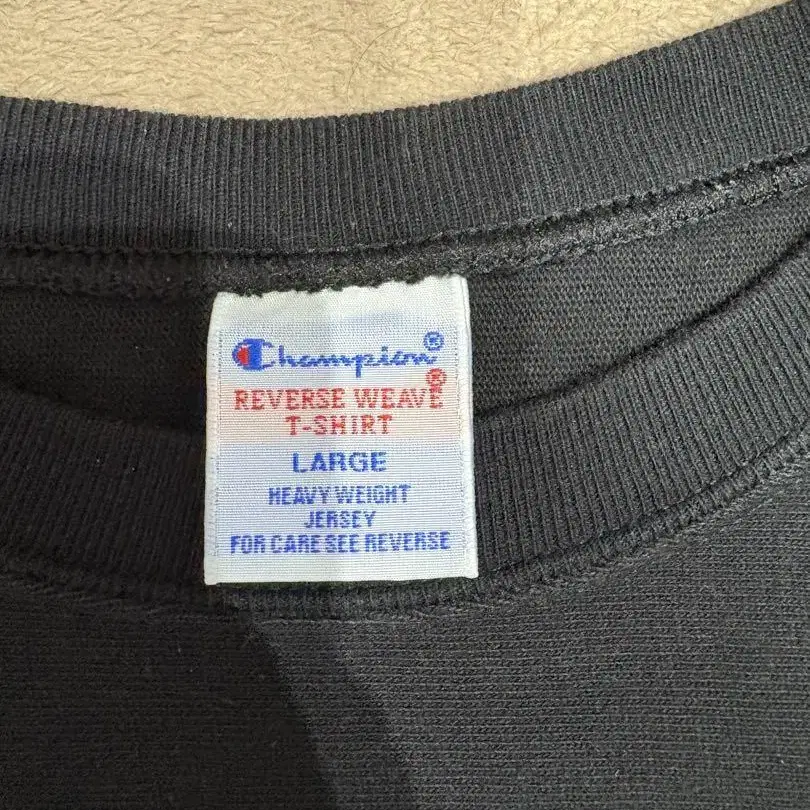 Champion®
REVERSE WEAVE®
T-SHIRT
LARGE
HEAVY WEIGHT
JERSEY
FOR CARE SEE REVERSE